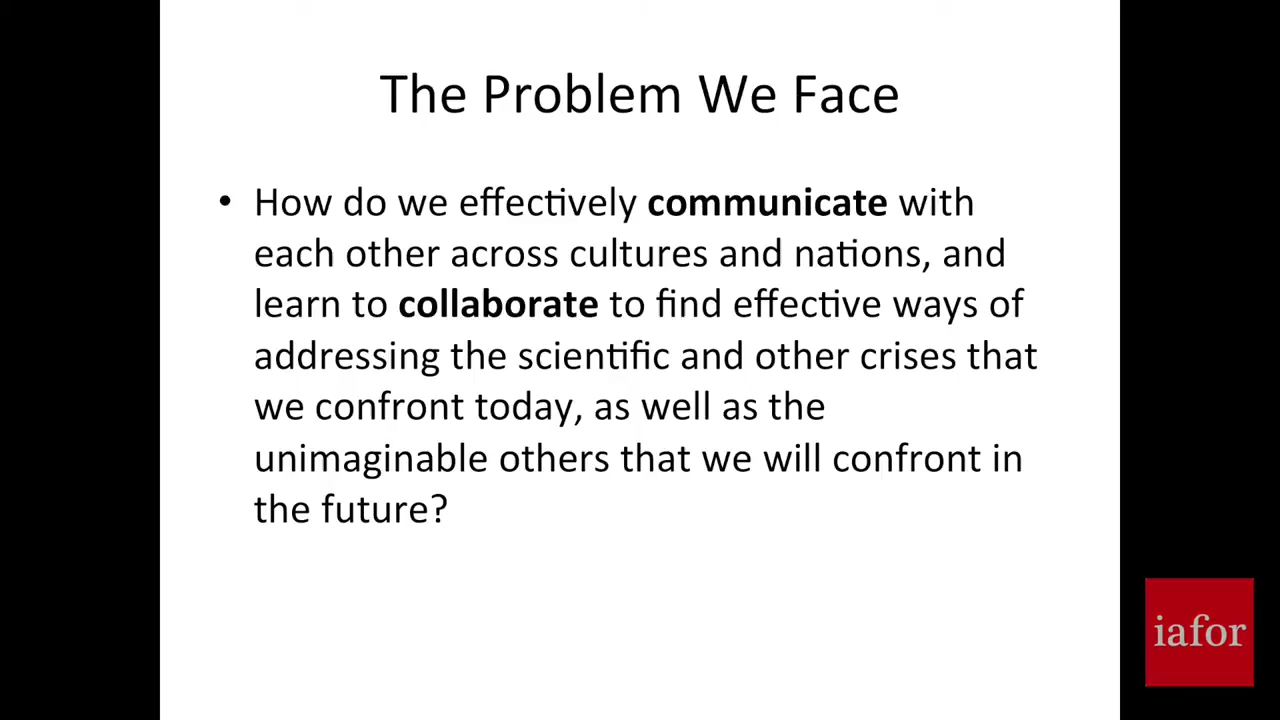 The Problem We Face
• How do we effectively communicate with
each other across cultures and nations, and
learn to collaborate to find effective ways of
addressing the scientific and other crises that
we confront today, as well as the
unimaginable others that we will confront in
the future?
iafor